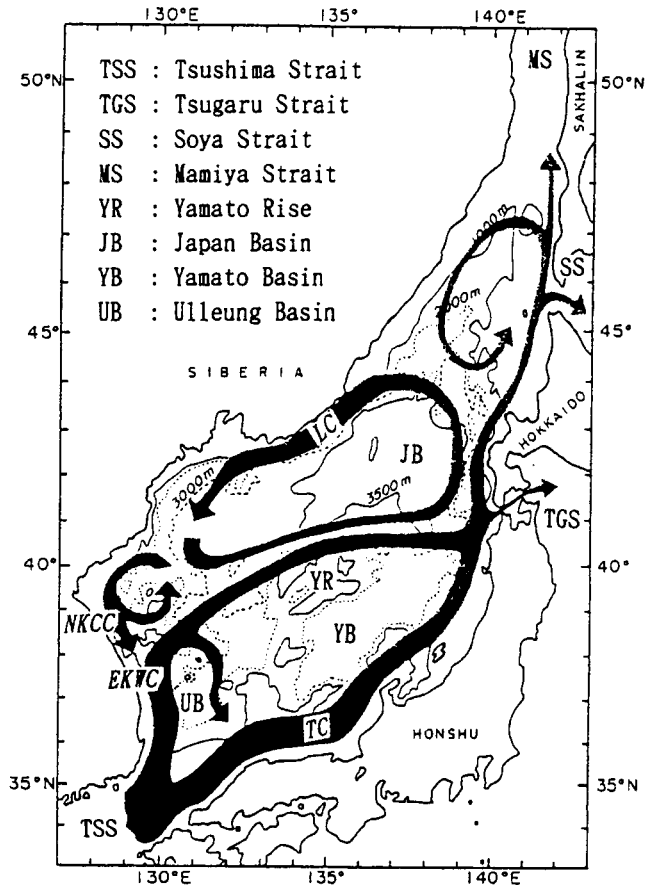 130°E 135° 140°E
50°N
50°N
TSS : Tsushima Strait
TGS : Tsugaru Strait
SS : Soya Strait
MS : Mamiya Strait
YR : Yamato Rise
JB : Japan Basin
YB : Yamato Basin
UB : Ulleung Basin
MS
SAKHALIN
2000m
SS
45°
45°
SIBERIA
HOKKAIDO
LC
JB
3000m
3500m
TGS
40°
40°
YR
NKCC
YB
EKWC
UB
TC
HONSHU
35°N
35°N
TSS
130°E 135° 140°E